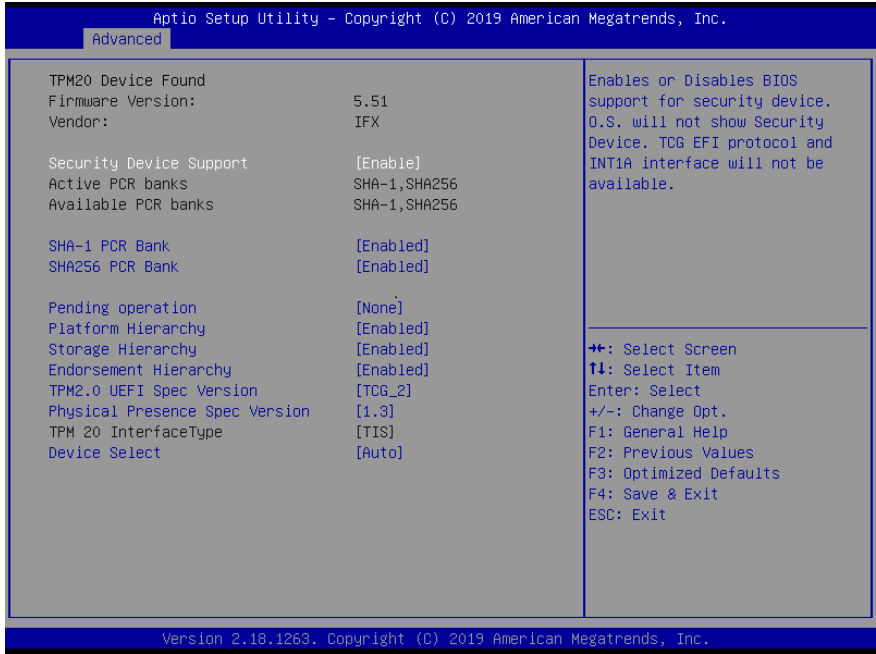 Aptio Setup Utility – Copyright (C) 2019 American Megatrends, Inc.
Advanced
TPM20 Device Found
Firmware Version: 5.51
Vendor: IFX
Security Device Support [Enable]
Active PCR banks SHA-1,SHA256
Available PCR banks SHA-1,SHA256
SHA-1 PCR Bank [Enabled]
SHA256 PCR Bank [Enabled]
Pending operation [None]
Platform Hierarchy [Enabled]
Storage Hierarchy [Enabled]
Endorsement Hierarchy [Enabled]
TPM2.0 UEFI Spec Version [TCG_2]
Physical Presence Spec Version [1.3]
TPM 20 InterfaceType [TIS]
Device Select [Auto]
Enables or Disables BIOS
support for security device.
O.S. will not show Security
Device. TCG EFI protocol and
INT1A interface will not be
available.
→←: Select Screen
↑↓: Select Item
Enter: Select
+/-: Change Opt.
F1: General Help
F2: Previous Values
F3: Optimized Defaults
F4: Save & Exit
ESC: Exit
Version 2.18.1263. Copyright (C) 2019 American Megatrends, Inc.